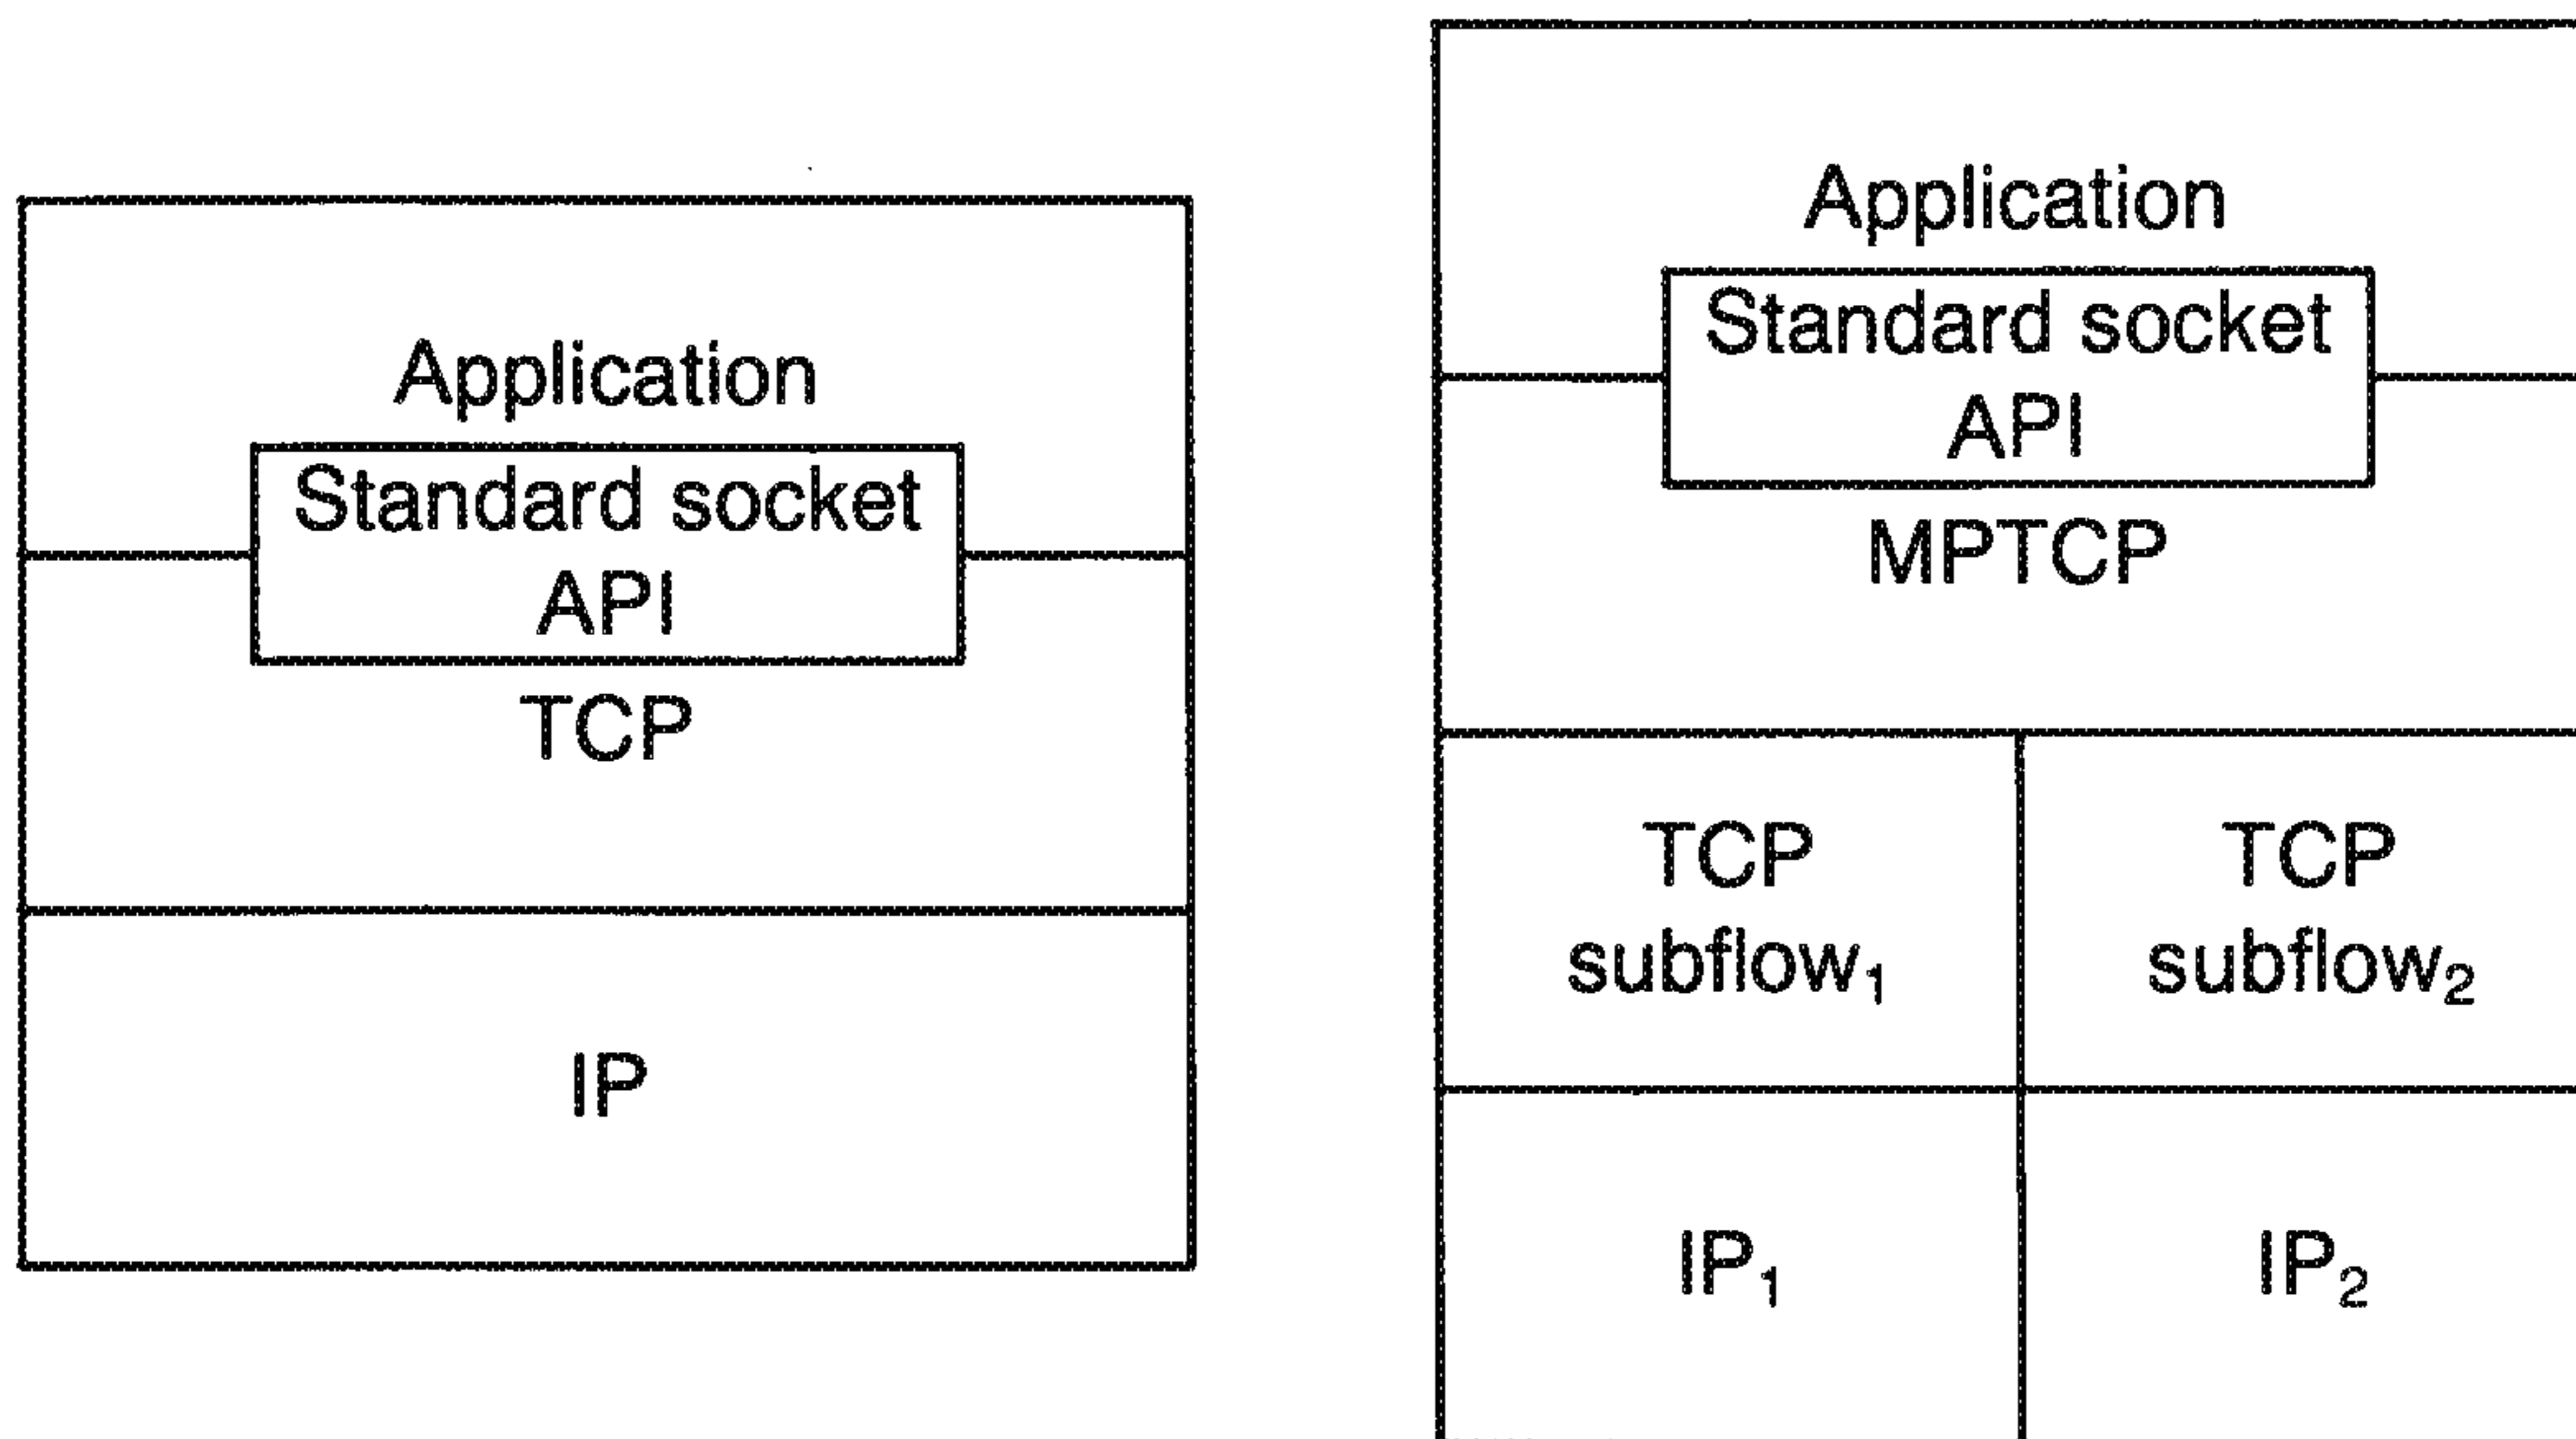 Application
Standard socket
API
TCP
IP
Application
Standard socket
API
MPTCP
TCP
subflow₁
TCP
subflow₂
IP₁
IP₂